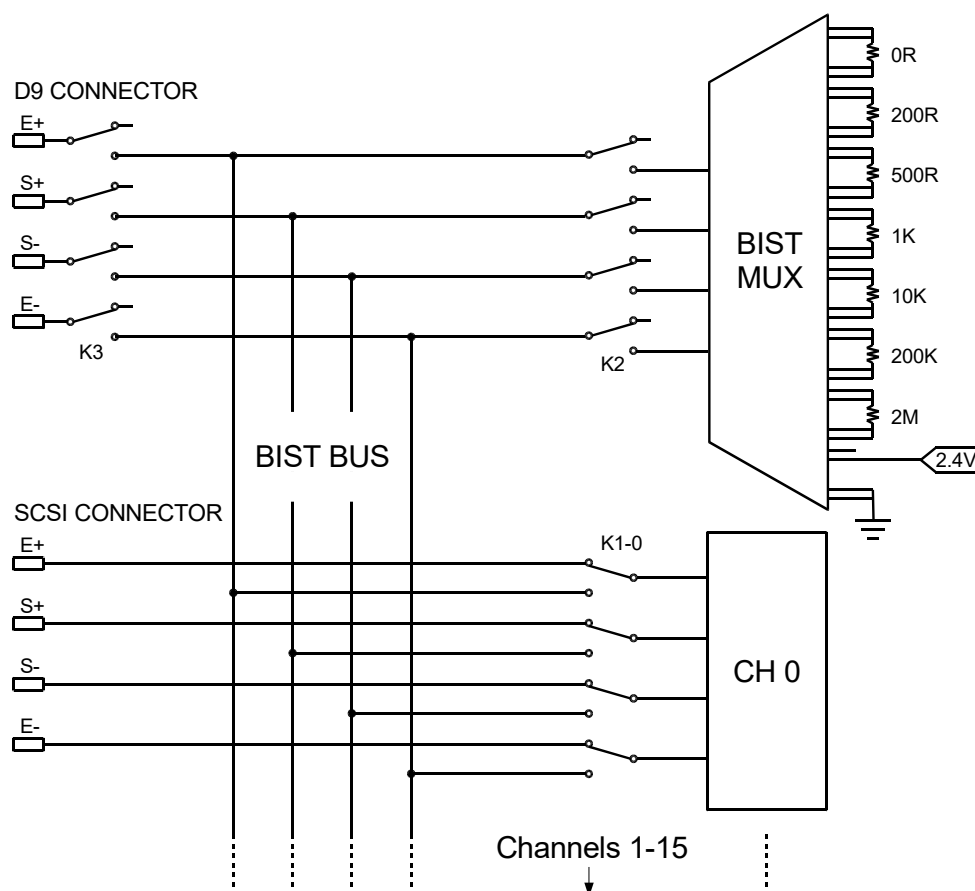 D9 CONNECTOR
E+
S+
S-
E-
K3
K2
BIST
MUX
0R
200R
500R
1K
10K
200K
2M
2.4V
BIST BUS
SCSI CONNECTOR
E+
S+
S-
E-
K1-0
CH 0
Channels 1-15